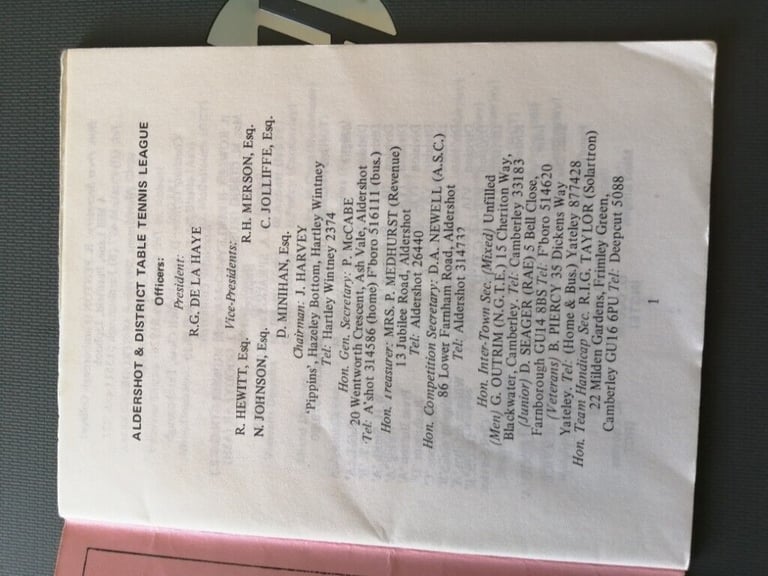 ALDERSHOT & DISTRICT TABLE TENNIS LEAGUE
Officers:
President:
R.G. DE LA HAYE
Vice-Presidents:
R. HEWITT, Esq. R.H. MERSON, Esq.
N. JOHNSON, Esq. C. JOLLIFFE, Esq.
D. MINIHAN, Esq.
Chairman: J. HARVEY
'Pippins', Hazeley Bottom, Hartley Wintney
Tel: Hartley Wintney 2374
Hon. Gen. Secretary: P. McCABE
20 Wentworth Crescent, Ash Vale, Aldershot
Tel: A'shot 314586 (home) F'boro 516111 (bus.)
Hon. Treasurer: MRS. P. MEDHURST (Revenue)
13 Jubilee Road, Aldershot
Tel: Aldershot 26440
Hon. Competition Secretary: D.A. NEWELL (A.S.C.)
86 Lower Farnham Road, Aldershot
Tel: Aldershot 314732
Hon. Inter-Town Sec. (Mixed) Unfilled
(Men) G. OUTRIM (N.G.T.E.) 15 Cheriton Way,
Blackwater, Camberley. Tel: Camberley 33183
(Junior) D. SEAGER (RAE) 5 Bell Close,
Farnborough GU14 8BS Tel: F'boro 514620
(Veterans) B. PIERCY 35 Dickens Way
Yateley. Tel: (Home & Bus.) Yateley 877428
Hon. Team Handicap Sec. R.I.G. TAYLOR (Solartron)
22 Milden Gardens, Frimley Green,
Camberley GU16 6PU Tel: Deepcut 5088
1